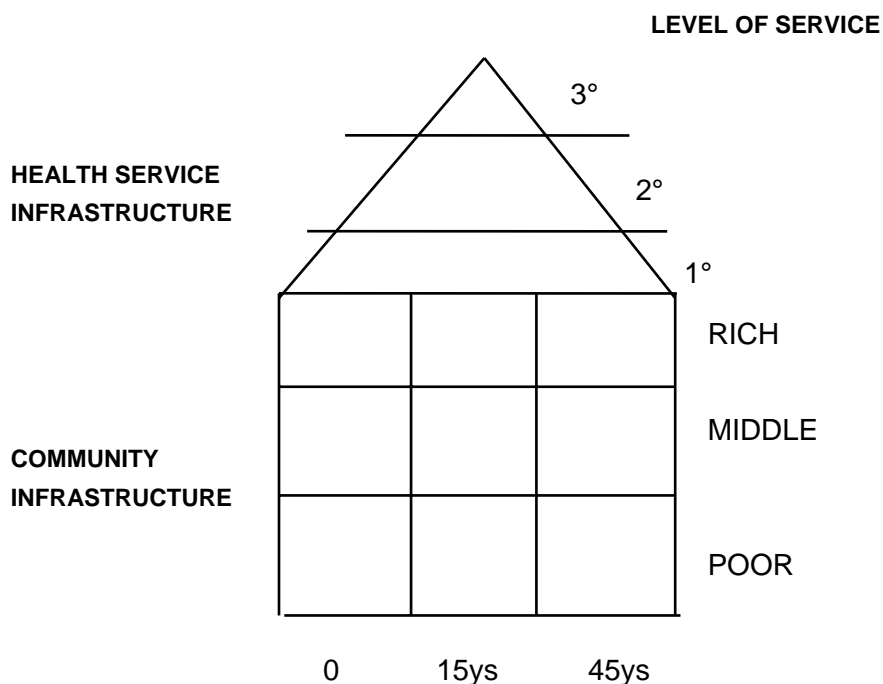 LEVEL OF SERVICE
3°
HEALTH SERVICE
INFRASTRUCTURE
2°
1°
RICH
MIDDLE
COMMUNITY
INFRASTRUCTURE
POOR
0 15ys 45ys